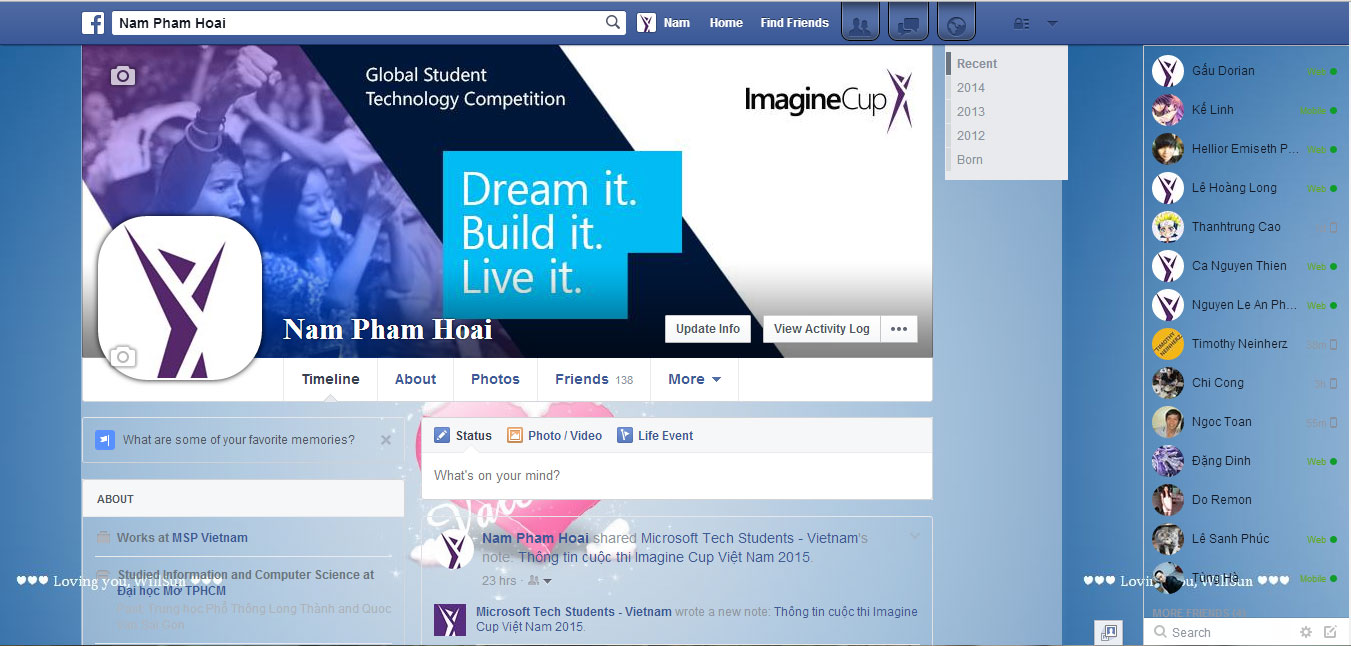 Nam Pham Hoai
Nam Home Find Friends
Global Student
Technology Competition
ImagineCup
Dream it.
Build it.
Live it.
Nam Pham Hoai
Update Info
View Activity Log
Timeline About Photos Friends 138 More
Recent
2014
2013
2012
Born
What are some of your favorite memories?
ABOUT
Works at MSP Vietnam
Studied Information and Computer Science at
Đại học Mở TPHCM
Past: Trung học Phổ Thông Long Thành and Quoc
Van Sai Gon
♥♥♥ Loving you, WillSun ♥♥♥
Status Photo / Video Life Event
What's on your mind?
Nam Pham Hoai shared Microsoft Tech Students - Vietnam's
note: Thông tin cuộc thi Imagine Cup Việt Nam 2015.
23 hrs ·
Microsoft Tech Students - Vietnam wrote a new note: Thông tin cuộc thi Imagine
Cup Việt Nam 2015.
Gấu Dorian Web
Kế Linh
Hellior Emiseth P... Web
Lê Hoàng Long Web
Thanhtrung Cao
Ca Nguyen Thien Web
Nguyen Le An Ph... Web
TIMOTHY NEINHERZ
Timothy Neinherz
Chi Cong 3h
Ngoc Toan 55m
Đặng Dinh Web
Do Remon
Lê Sanh Phúc Web
Tùng Hà Mobile
♥♥♥ Loving you, WillSun ♥♥♥
MORE FRIENDS (4)
Search